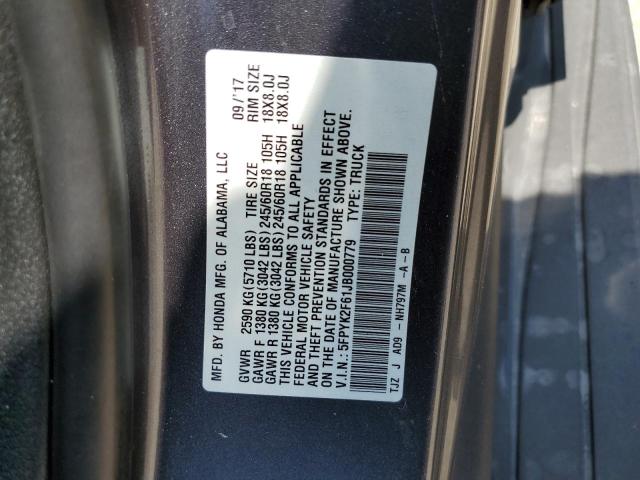 MFD. BY HONDA MFG. OF ALABAMA, LLC 09/'17
GVWR 2590 KG(5710 LBS) TIRE SIZE RIM SIZE
GAWR F 1380 KG(3042 LBS) 245/60R18 105H 18X8.0J
GAWR R 1380 KG(3042 LBS) 245/60R18 105H 18X8.0J
THIS VEHICLE CONFORMS TO ALL APPLICABLE
FEDERAL MOTOR VEHICLE SAFETY
AND THEFT PREVENTION STANDARDS IN EFFECT
ON THE DATE OF MANUFACTURE SHOWN ABOVE.
V.I.N.: 5FPYK2F61JB000779 TYPE: TRUCK
TJZ J AD9 -NH797M -A -B